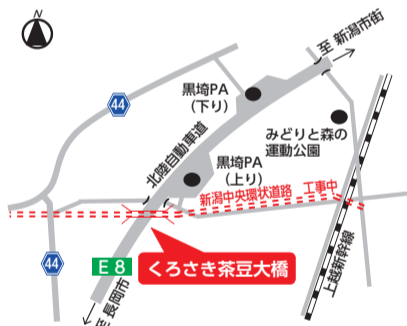 N
至 新潟市街
44
黒埼PA
(下り)
北陸自動車道
みどりと森の
運動公園
黒埼PA
(上り)
新潟中央環状道路 工事中
44
E8
くろさき茶豆大橋
上越新幹線
至 長岡市